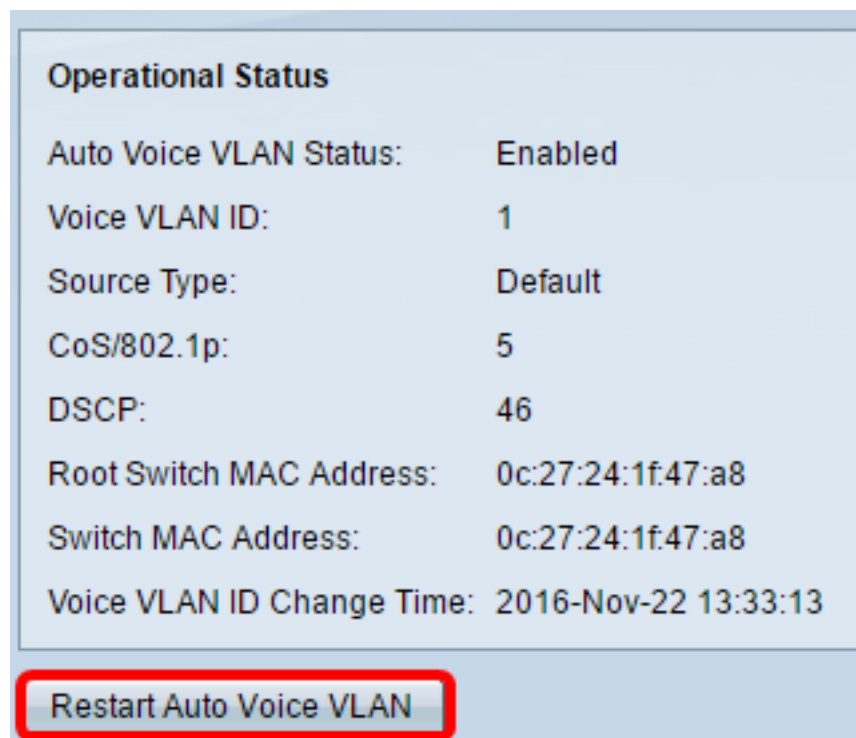 Operational Status
Auto Voice VLAN Status: Enabled
Voice VLAN ID: 1
Source Type: Default
CoS/802.1p: 5
DSCP: 46
Root Switch MAC Address: 0c:27:24:1f:47:a8
Switch MAC Address: 0c:27:24:1f:47:a8
Voice VLAN ID Change Time: 2016-Nov-22 13:33:13
Restart Auto Voice VLAN